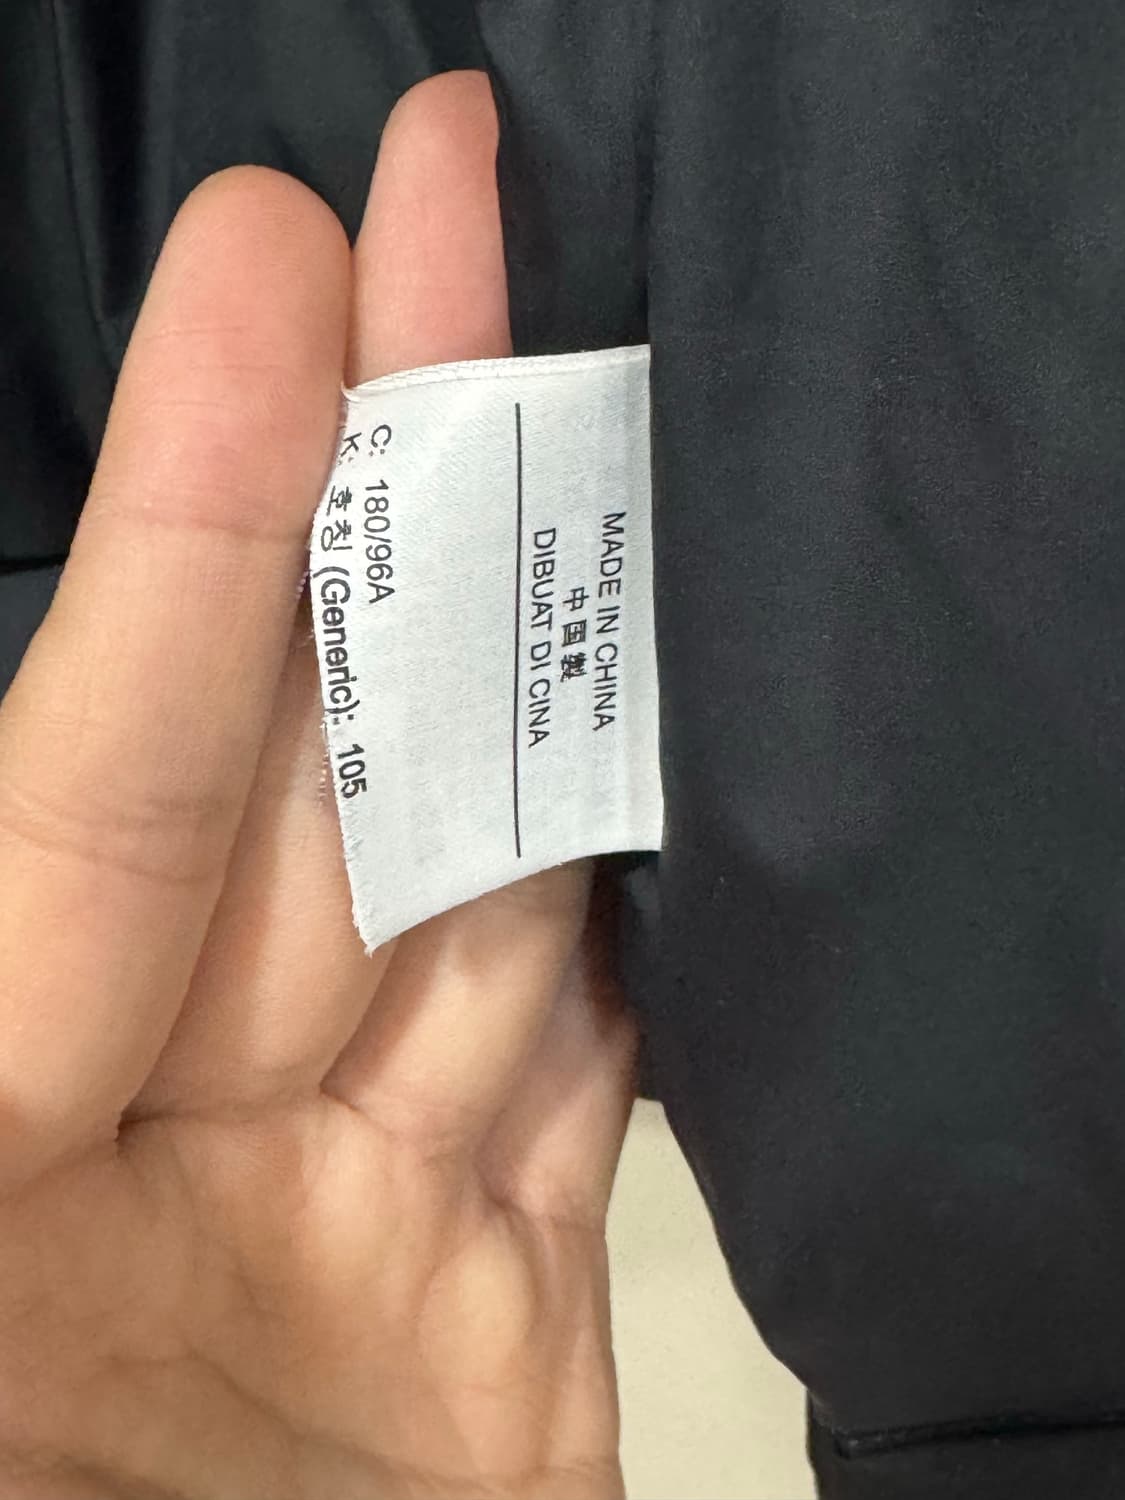 MADE IN CHINA
中国製
DIBUAT DI CINA
C: 180/96A
K: 호칭 (Generic): 105